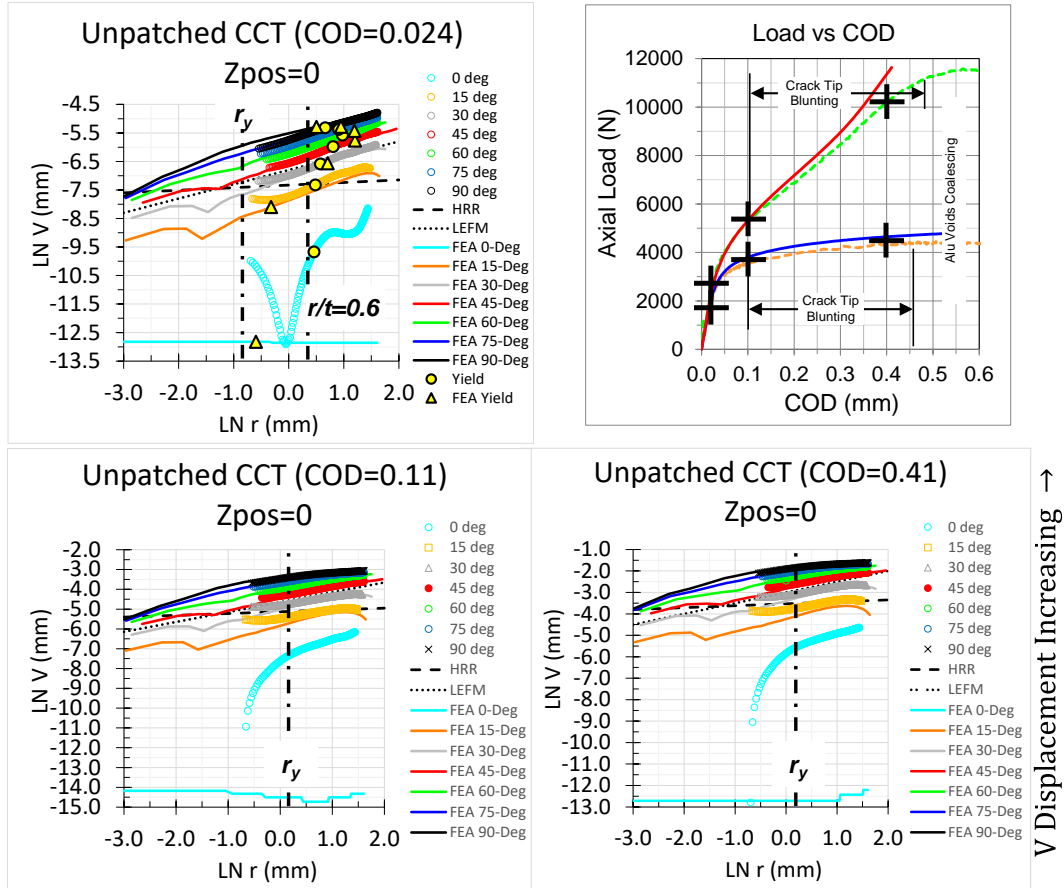 Unpatched CCT (COD=0.024)
Zpos=0
LN V (mm)
-4.5
-5.5
-6.5
-7.5
-8.5
-9.5
-10.5
-11.5
-12.5
-13.5
r_y
r/t=0.6
-3.0 -2.0 -1.0 0.0 1.0 2.0
LN r (mm)
0 deg
15 deg
30 deg
45 deg
60 deg
75 deg
90 deg
HRR
LEFM
FEA 0-Deg
FEA 15-Deg
FEA 30-Deg
FEA 45-Deg
FEA 60-Deg
FEA 75-Deg
FEA 90-Deg
Yield
FEA Yield
Load vs COD
Axial Load (N)
12000
10000
8000
6000
4000
2000
0
Crack Tip
Blunting
Crack Tip
Blunting
Alu Voids Coalescing
0.0 0.1 0.2 0.3 0.4 0.5 0.6
COD (mm)
Unpatched CCT (COD=0.11)
Zpos=0
LN V (mm)
-2.0
-3.0
-4.0
-5.0
-6.0
-7.0
-8.0
-9.0
-10.0
-11.0
-12.0
-13.0
-14.0
-15.0
r_y
-3.0 -2.0 -1.0 0.0 1.0 2.0
LN r (mm)
0 deg
15 deg
30 deg
45 deg
60 deg
75 deg
90 deg
HRR
LEFM
FEA 0-Deg
FEA 15-Deg
FEA 30-Deg
FEA 45-Deg
FEA 60-Deg
FEA 75-Deg
FEA 90-Deg
Unpatched CCT (COD=0.41)
Zpos=0
LN V (mm)
-1.0
-2.0
-3.0
-4.0
-5.0
-6.0
-7.0
-8.0
-9.0
-10.0
-11.0
-12.0
-13.0
r_y
-3.0 -2.0 -1.0 0.0 1.0 2.0
LN r (mm)
0 deg
15 deg
30 deg
45 deg
60 deg
75 deg
90 deg
HRR
LEFM
FEA 0-Deg
FEA 15-Deg
FEA 30-Deg
FEA 45-Deg
FEA 60-Deg
FEA 75-Deg
FEA 90-Deg
V Displacement Increasing →